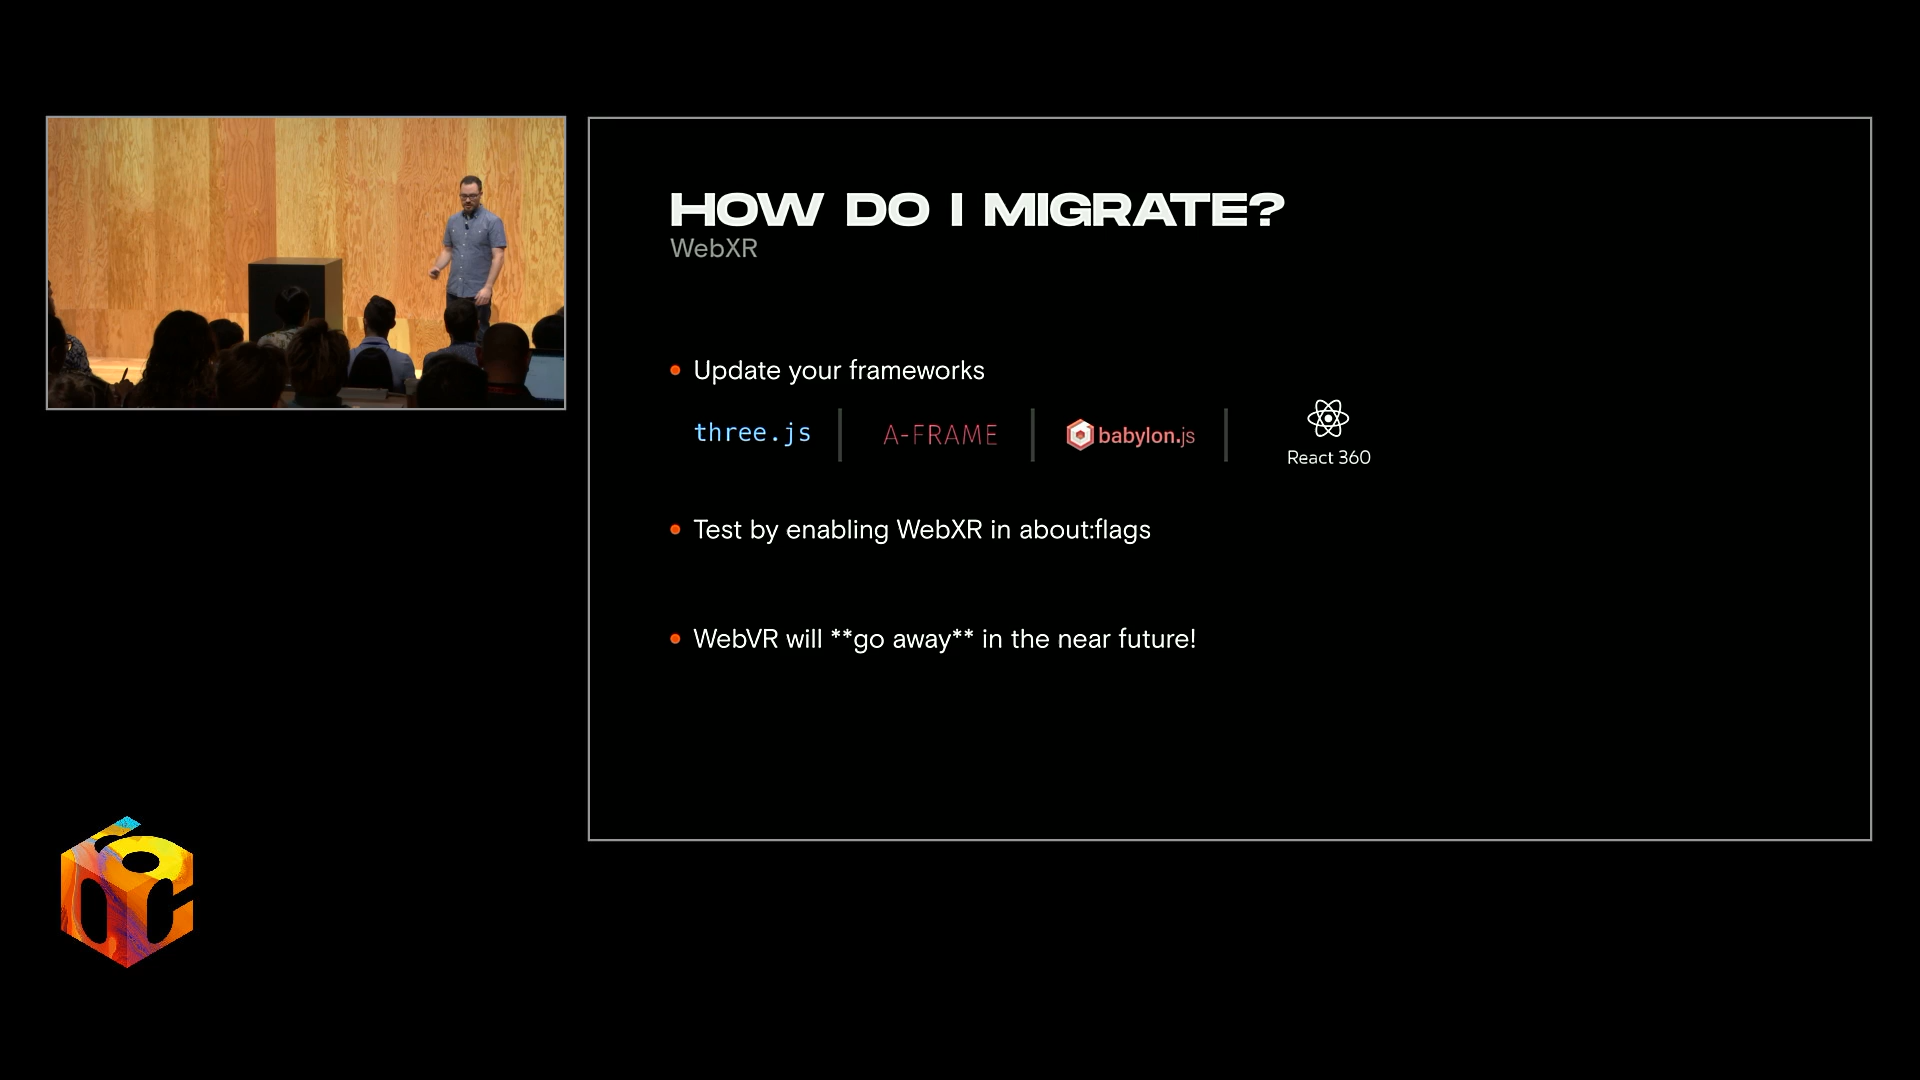 HOW DO I MIGRATE?
WebXR
Update your frameworks
three.js
A-FRAME
babylon.js
React 360
Test by enabling WebXR in about:flags
WebVR will **go away** in the near future!